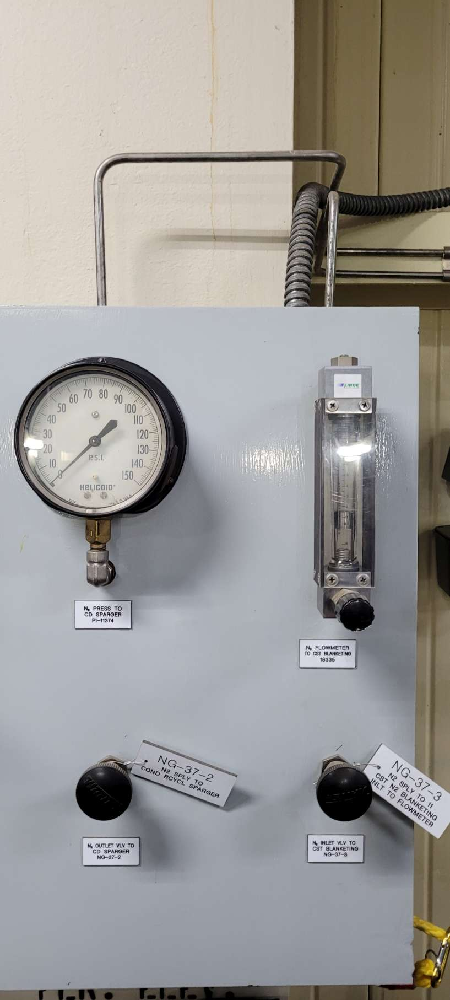 LINDE
70 80
60 90
50 100
40 110
30 120
20 130
10 140
0 150
P.S.I.
HELICOID®
MADE IN U.S.A.
N₂ PRESS TO
CD SPARGER
PI-11374
N₂ FLOWMETER
TO CST BLANKETING
18335
NG-37-2
N2 SPLY TO
COND RCYCL SPARGER
NG-37-3
N2 SPLY TO 11
CST N2 BLANKETING
INLT TO FLOWMETER
N₂ OUTLET VLV TO
CD SPARGER
NG-37-2
N₂ INLET VLV TO
CST BLANKETING
NG-37-3